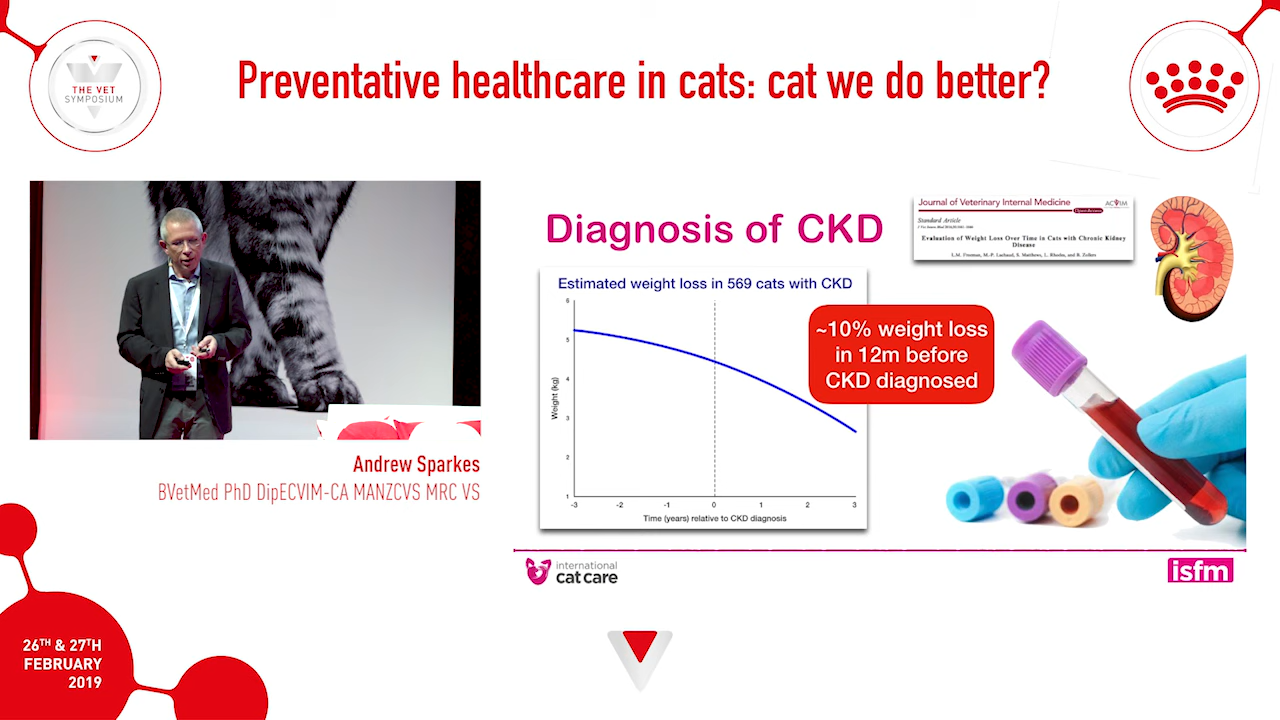 Preventative healthcare in cats: cat we do better?
THE VET
SYMPOSIUM
Andrew Sparkes
BVetMed PhD DipECVIM-CA MANZCVS MRC VS
26TH & 27TH
FEBRUARY
2019
Diagnosis of CKD
Journal of Veterinary Internal Medicine
Open Access
ACVIM
Standard Article
Evaluation of Weight Loss Over Time in Cats with Chronic Kidney
Disease
Estimated weight loss in 569 cats with CKD
Weight (kg)
6
5
4
3
2
1
-3 -2 -1 0 1 2 3
Time (years) relative to CKD diagnosis
~10% weight loss
in 12m before
CKD diagnosed
international
cat care
isfm